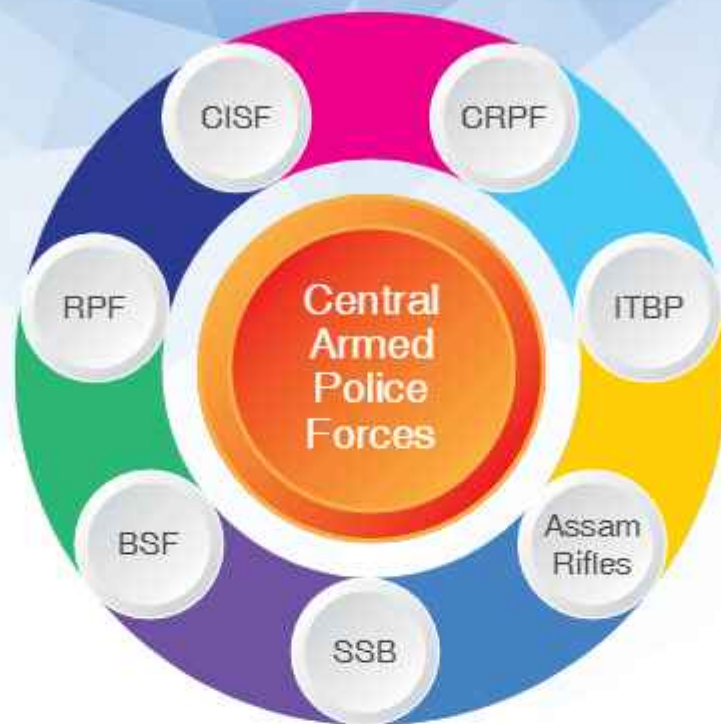 CISF
CRPF
RPF
Central
Armed
Police
Forces
ITBP
BSF
Assam
Rifles
SSB